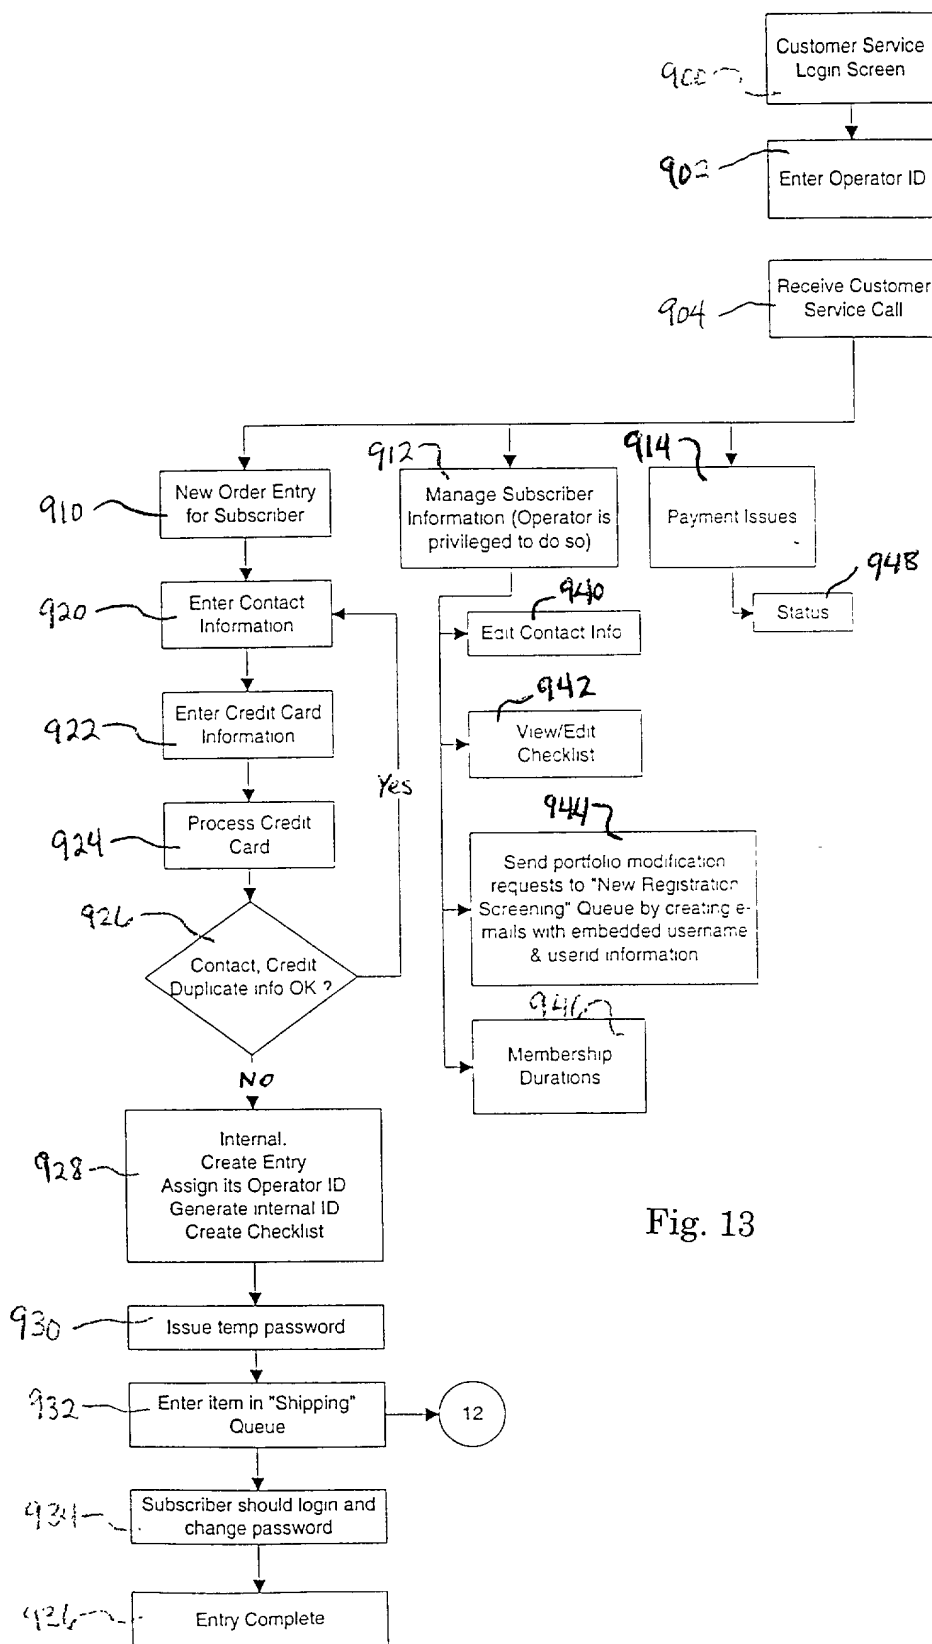 Customer Service
Login Screen
900
902
Enter Operator ID
Receive Customer
Service Call
904
912
914
910
New Order Entry
for Subscriber
Manage Subscriber
Information (Operator is
privileged to do so)
Payment Issues
948
940
Status
920
Enter Contact
Information
Edit Contact Info
942
922
Enter Credit Card
Information
View/Edit
Checklist
Yes
944
924
Process Credit
Card
Send portfolio modification
requests to "New Registration
Screening" Queue by creating e-
mails with embedded username
& userid information
926
Contact, Credit
Duplicate info OK ?
946
Membership
Durations
NO
928
Internal.
Create Entry
Assign its Operator ID
Generate internal ID
Create Checklist
Fig. 13
930
Issue temp password
932
Enter item in "Shipping"
Queue
12
934
Subscriber should login and
change password
Entry Complete